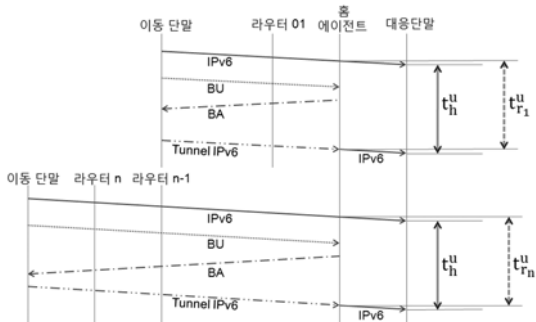 이동 단말 라우터 01 홈 에이전트 대응단말
IPv6
BU
BA
Tunnel IPv6
IPv6
t_h^u t_{r_1}^u
이동 단말 라우터 n 라우터 n-1
IPv6
BU
BA
Tunnel IPv6
IPv6
t_h^u t_{r_n}^u